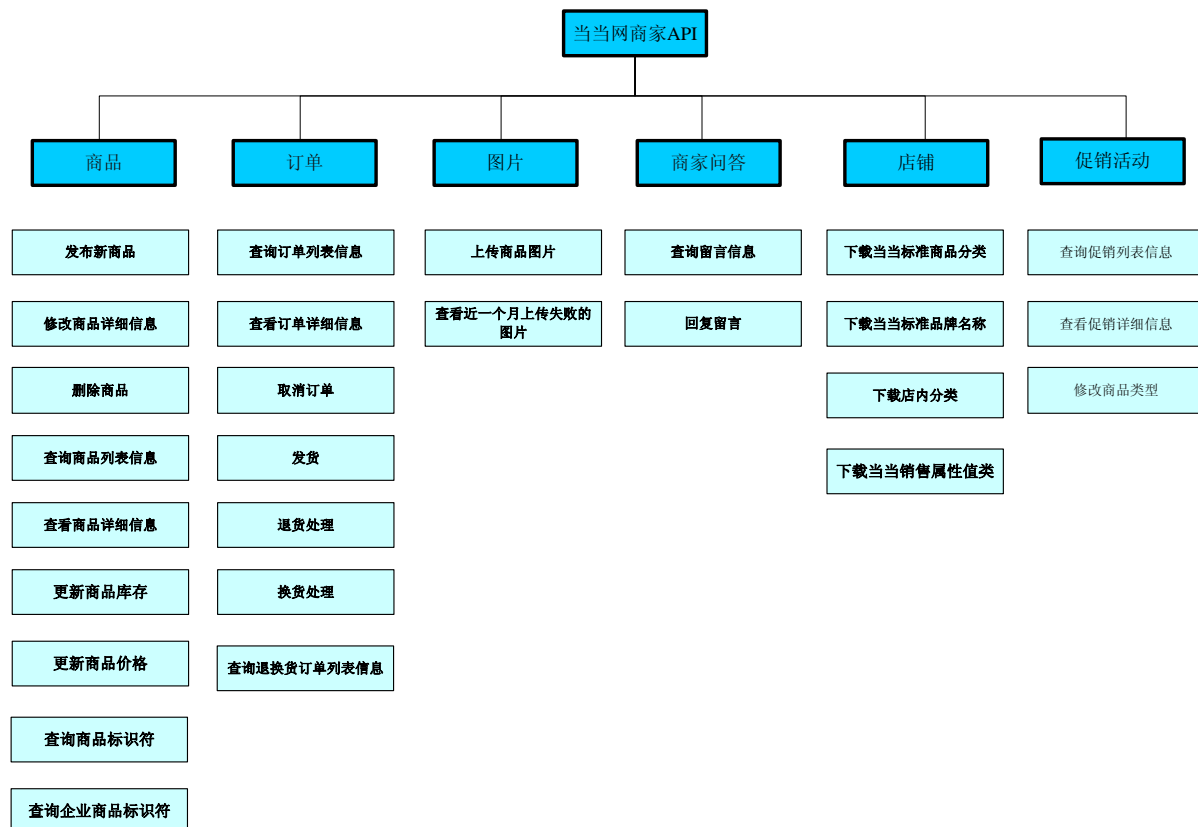 当当网商家API
商品
订单
图片
商家问答
店铺
促销活动
发布新商品
查询订单列表信息
上传商品图片
查询留言信息
下载当当标准商品分类
查询促销列表信息
修改商品详细信息
查看订单详细信息
查看近一个月上传失败的
图片
回复留言
下载当当标准品牌名称
查看促销详细信息
删除商品
取消订单
下载店内分类
修改商品类型
查询商品列表信息
发货
下载当当销售属性值类
查看商品详细信息
退货处理
更新商品库存
换货处理
更新商品价格
查询退换货订单列表信息
查询商品标识符
查询企业商品标识符